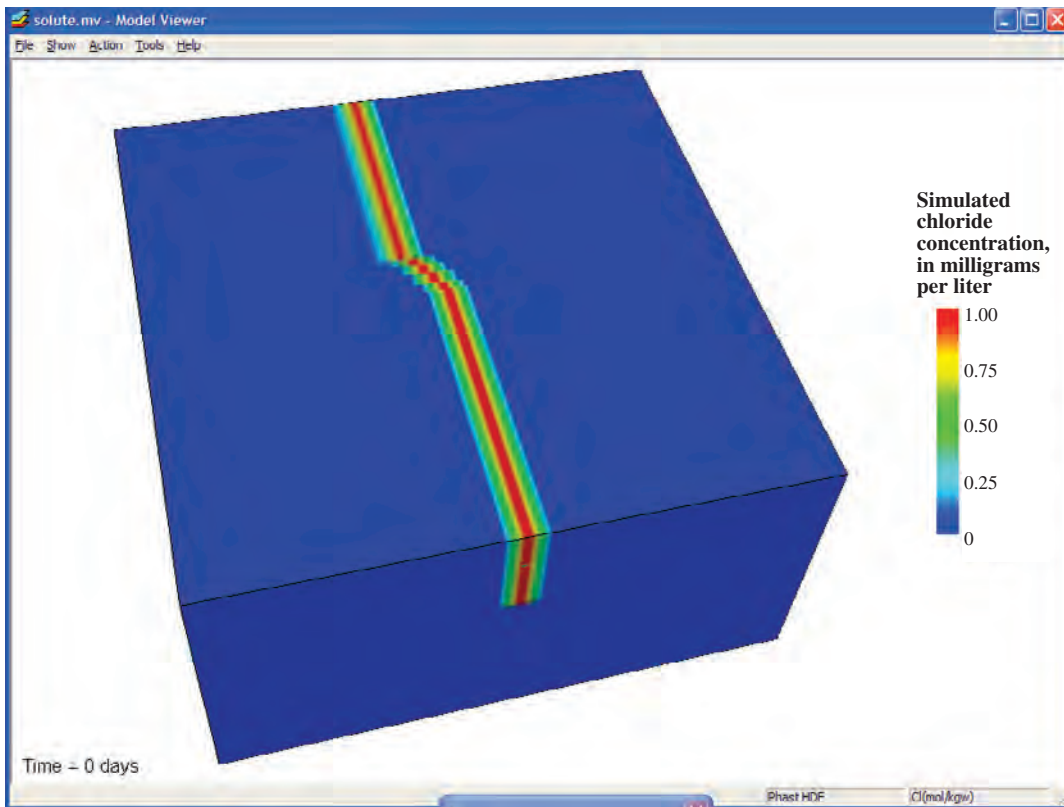 solute.mv - Model Viewer
File Show Action Tools Help
Simulated
chloride
concentration,
in milligrams
per liter
1.00
0.75
0.50
0.25
0
Time = 0 days
Phast HDF
Cl(mol/kgw)